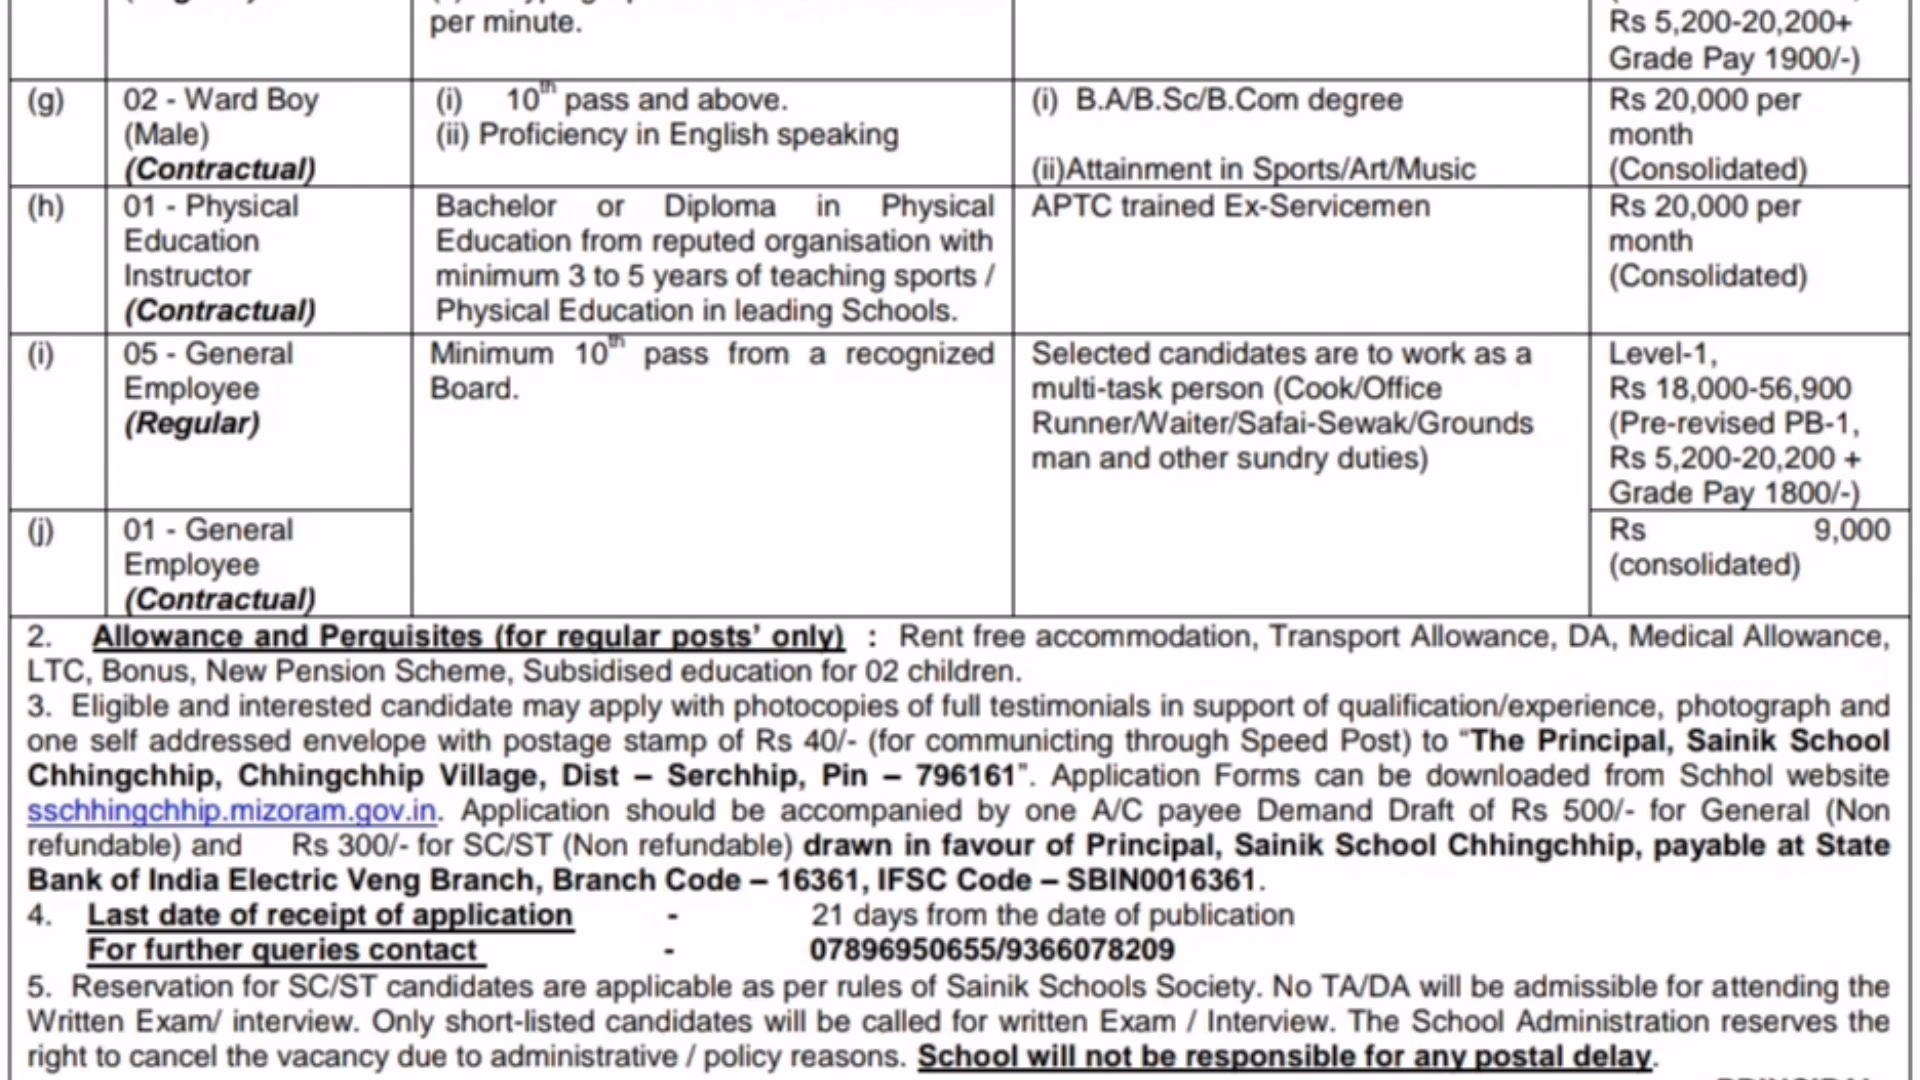 per minute.
Rs 5,200-20,200+
Grade Pay 1900/-)
(g)
02 - Ward Boy
(Male)
(Contractual)
(i) 10th pass and above.
(ii) Proficiency in English speaking
(i) B.A/B.Sc/B.Com degree
(ii)Attainment in Sports/Art/Music
Rs 20,000 per
month
(Consolidated)
(h)
01 - Physical
Education
Instructor
(Contractual)
Bachelor or Diploma in Physical
Education from reputed organisation with
minimum 3 to 5 years of teaching sports /
Physical Education in leading Schools.
APTC trained Ex-Servicemen
Rs 20,000 per
month
(Consolidated)
(i)
05 - General
Employee
(Regular)
Minimum 10th pass from a recognized
Board.
Selected candidates are to work as a
multi-task person (Cook/Office
Runner/Waiter/Safai-Sewak/Grounds
man and other sundry duties)
Level-1,
Rs 18,000-56,900
(Pre-revised PB-1,
Rs 5,200-20,200 +
Grade Pay 1800/-)
(j)
01 - General
Employee
(Contractual)
Rs 9,000
(consolidated)
2. Allowance and Perquisites (for regular posts' only) : Rent free accommodation, Transport Allowance, DA, Medical Allowance,
LTC, Bonus, New Pension Scheme, Subsidised education for 02 children.
3. Eligible and interested candidate may apply with photocopies of full testimonials in support of qualification/experience, photograph and
one self addressed envelope with postage stamp of Rs 40/- (for communicting through Speed Post) to "The Principal, Sainik School
Chhingchhip, Chhingchhip Village, Dist – Serchhip, Pin – 796161". Application Forms can be downloaded from Schhol website
sschhingchhip.mizoram.gov.in. Application should be accompanied by one A/C payee Demand Draft of Rs 500/- for General (Non
refundable) and Rs 300/- for SC/ST (Non refundable) drawn in favour of Principal, Sainik School Chhingchhip, payable at State
Bank of India Electric Veng Branch, Branch Code – 16361, IFSC Code – SBIN0016361.
4. Last date of receipt of application - 21 days from the date of publication
For further queries contact - 07896950655/9366078209
5. Reservation for SC/ST candidates are applicable as per rules of Sainik Schools Society. No TA/DA will be admissible for attending the
Written Exam/ interview. Only short-listed candidates will be called for written Exam / Interview. The School Administration reserves the
right to cancel the vacancy due to administrative / policy reasons. School will not be responsible for any postal delay.